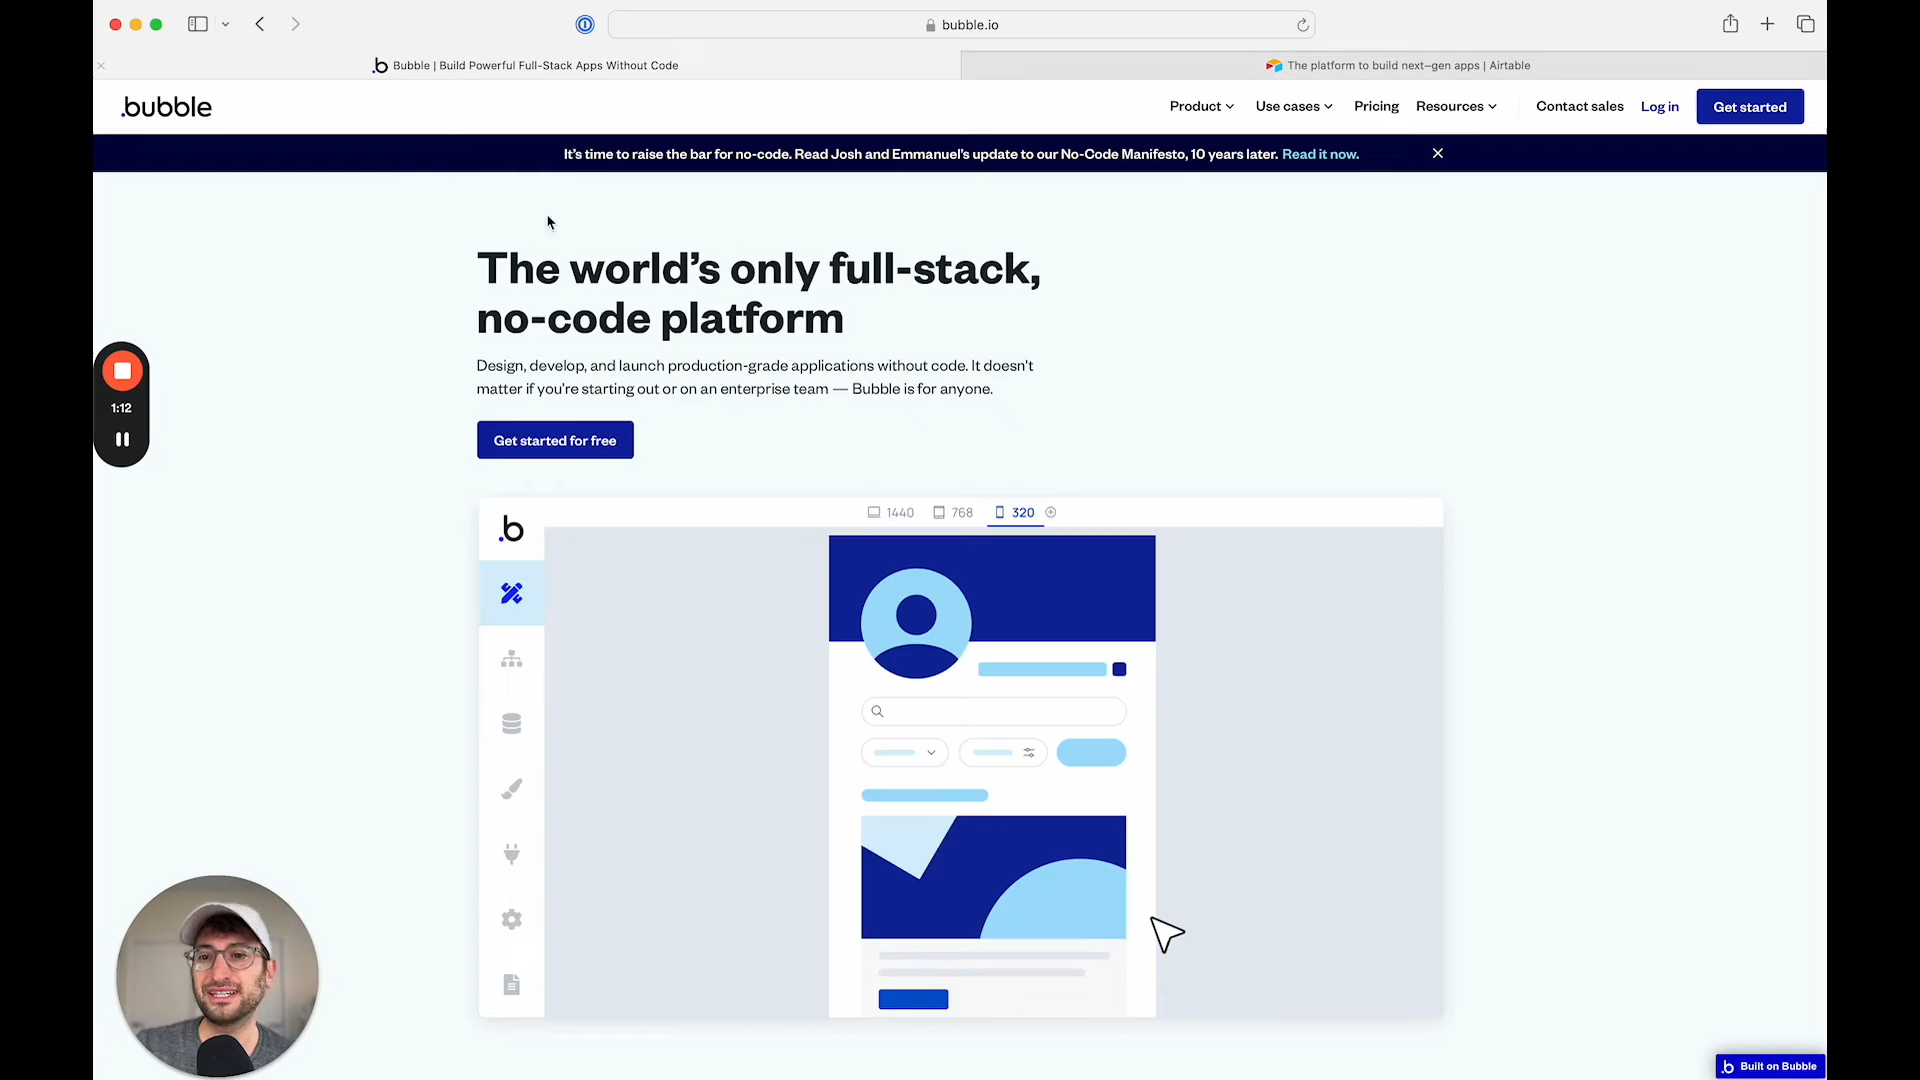 bubble.io
.b Bubble | Build Powerful Full-Stack Apps Without Code
The platform to build next-gen apps | Airtable
.bubble
Product
Use cases
Pricing
Resources
Contact sales
Log in
Get started
It's time to raise the bar for no-code. Read Josh and Emmanuel's update to our No-Code Manifesto, 10 years later. Read it now.
The world's only full-stack,
no-code platform
Design, develop, and launch production-grade applications without code. It doesn't
matter if you're starting out or on an enterprise team — Bubble is for anyone.
1:12
Get started for free
.b
1440
768
320
.b Built on Bubble